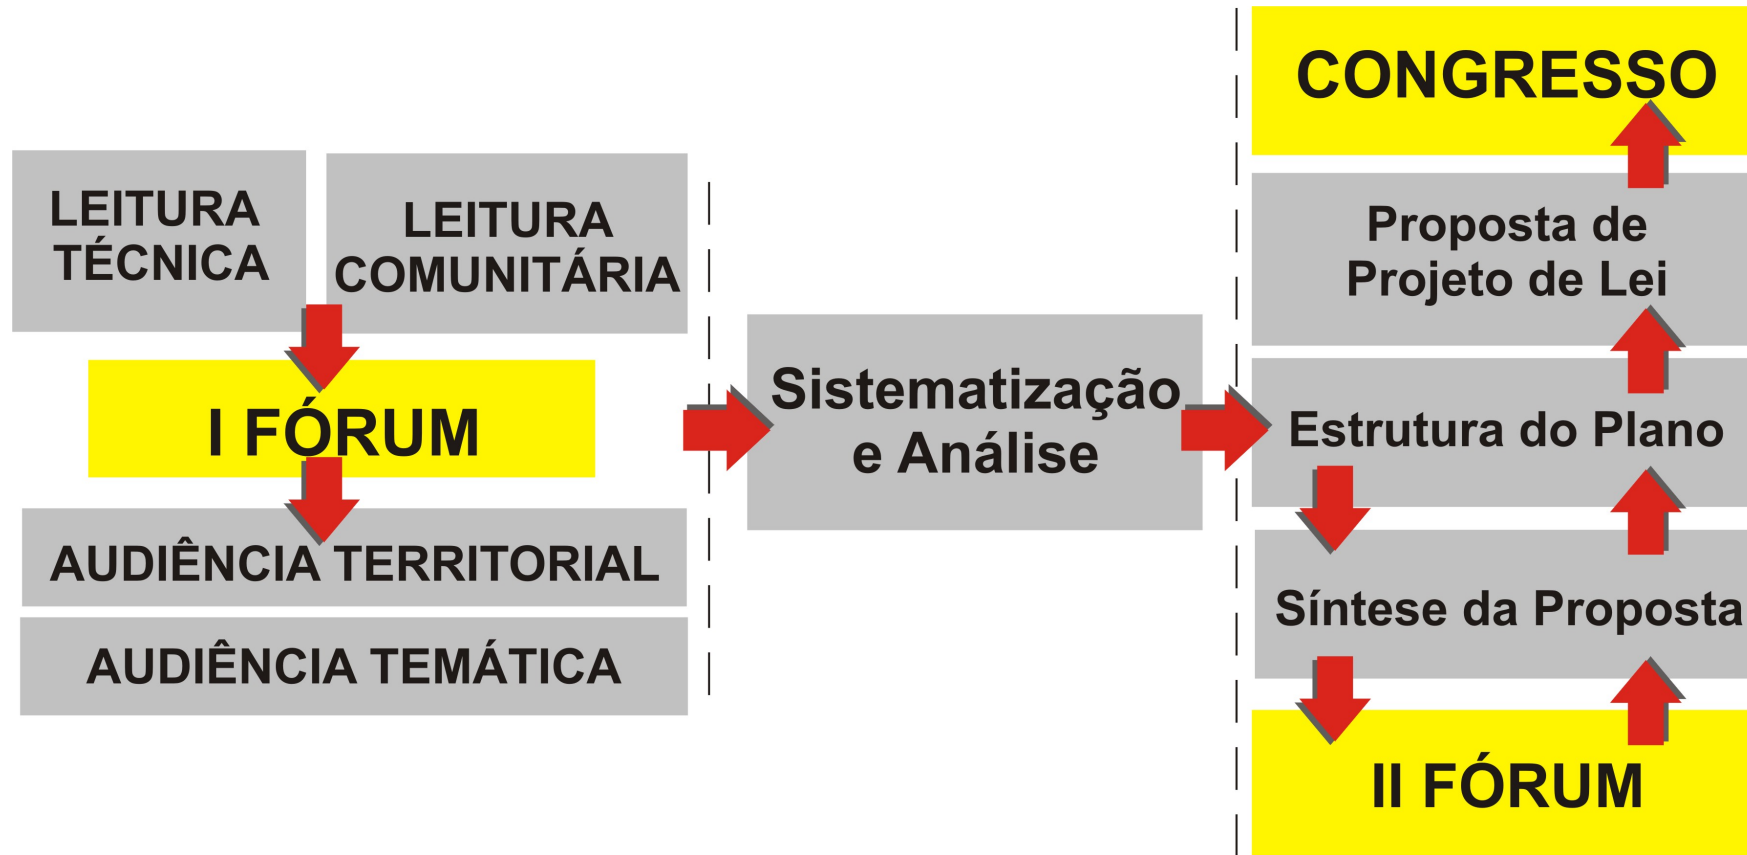 LEITURA
TÉCNICA
LEITURA
COMUNITÁRIA
I FÓRUM
AUDIÊNCIA TERRITORIAL
AUDIÊNCIA TEMÁTICA
Sistematização
e Análise
CONGRESSO
Proposta de
Projeto de Lei
Estrutura do Plano
Síntese da Proposta
II FÓRUM